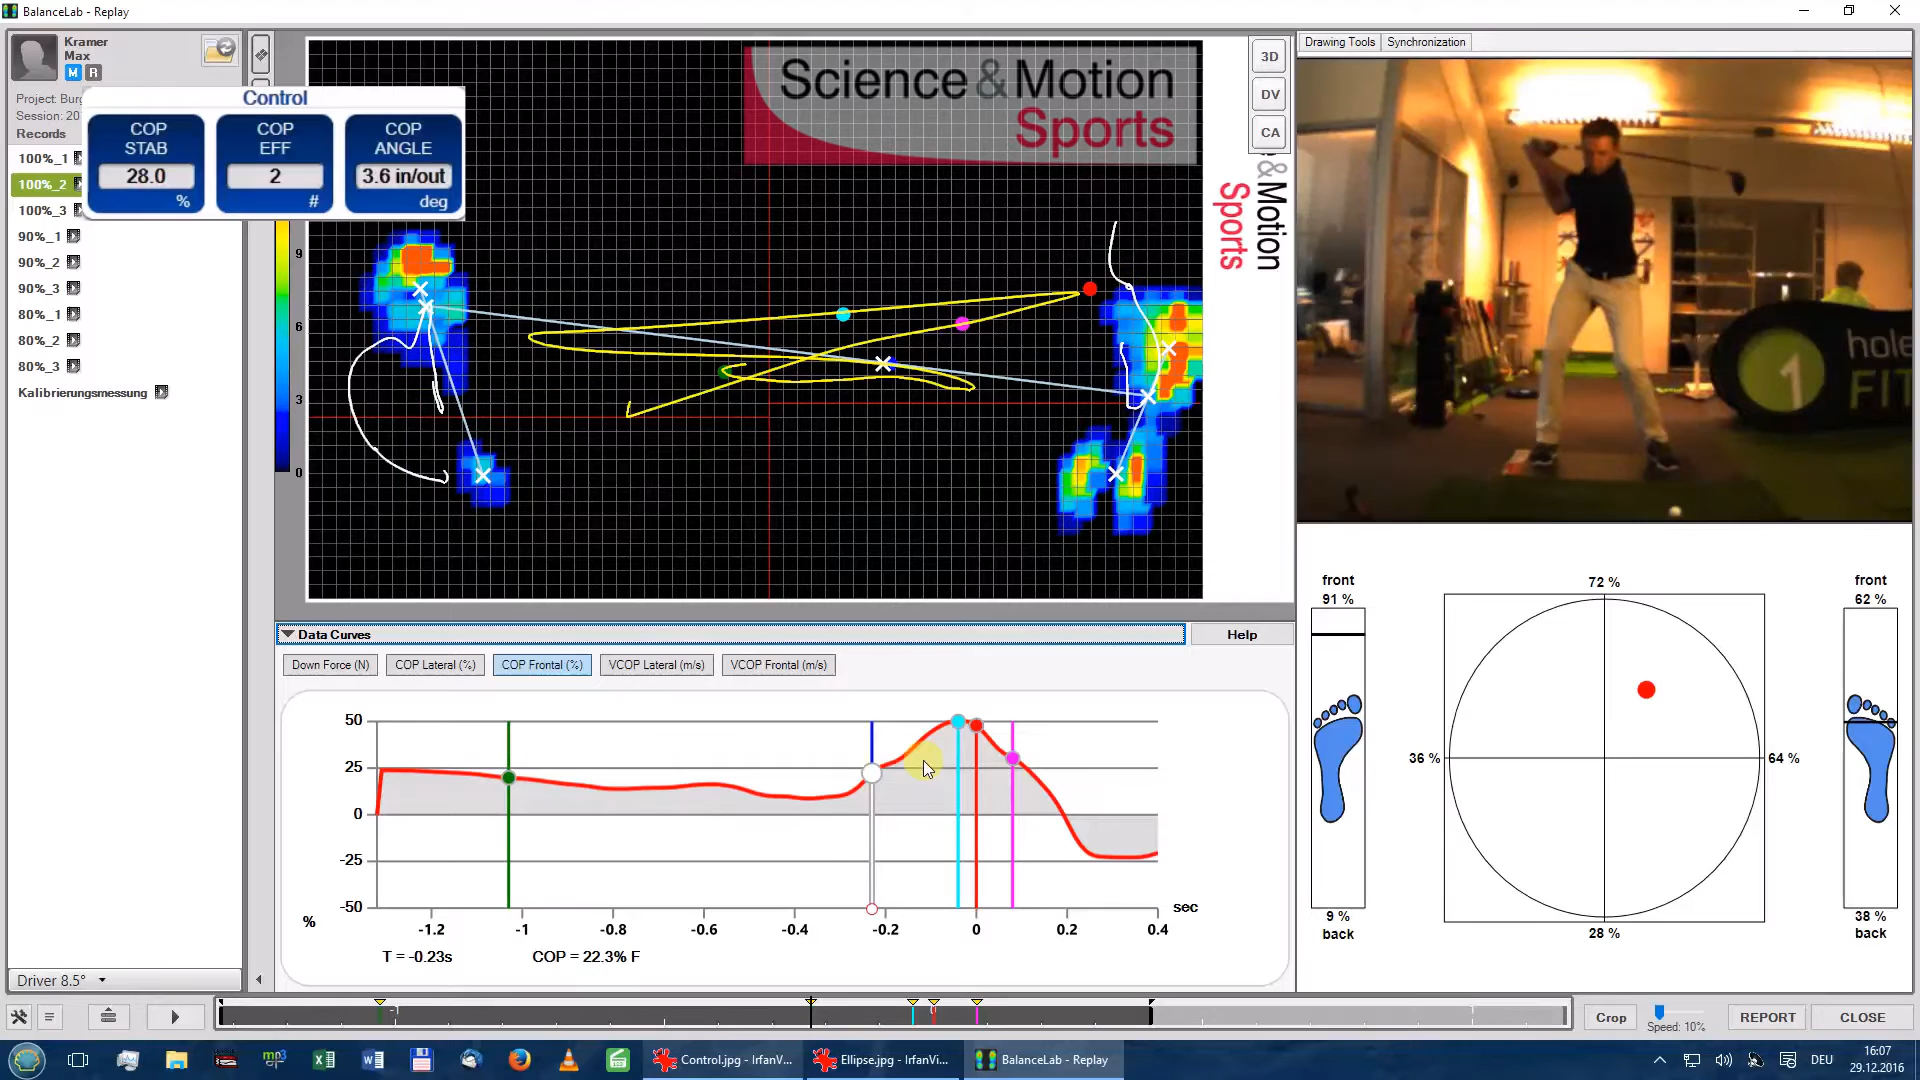 BalanceLab - Replay
Kramer
Max
M R
Project: Burg
Session: 20
Records
100%_1
100%_2
100%_3
90%_1
90%_2
90%_3
80%_1
80%_2
80%_3
Kalibrierungsmessung
Driver 8.5°
Control
COP STAB
28.0
%
COP EFF
2
#
COP ANGLE
3.6 in/out
deg
9
6
3
0
Science&Motion
Sports
&Motion
Sports
3D
DV
CA
Drawing Tools Synchronization
1
hole
FIT
Data Curves
Help
Down Force (N) COP Lateral (%) COP Frontal (%) VCOP Lateral (m/s) VCOP Frontal (m/s)
50
25
0
-25
-50
%
-1.2 -1 -0.8 -0.6 -0.4 -0.2 0 0.2 0.4
sec
T = -0.23s COP = 22.3% F
front
91 %
9 %
back
72 %
36 %
64 %
28 %
front
62 %
38 %
back
-1
0
1
Crop
Speed: 10%
REPORT
CLOSE
mp3
Control.jpg - IrfanV...
Ellipse.jpg - IrfanVi...
BalanceLab - Replay
DEU
16:07
29.12.2016